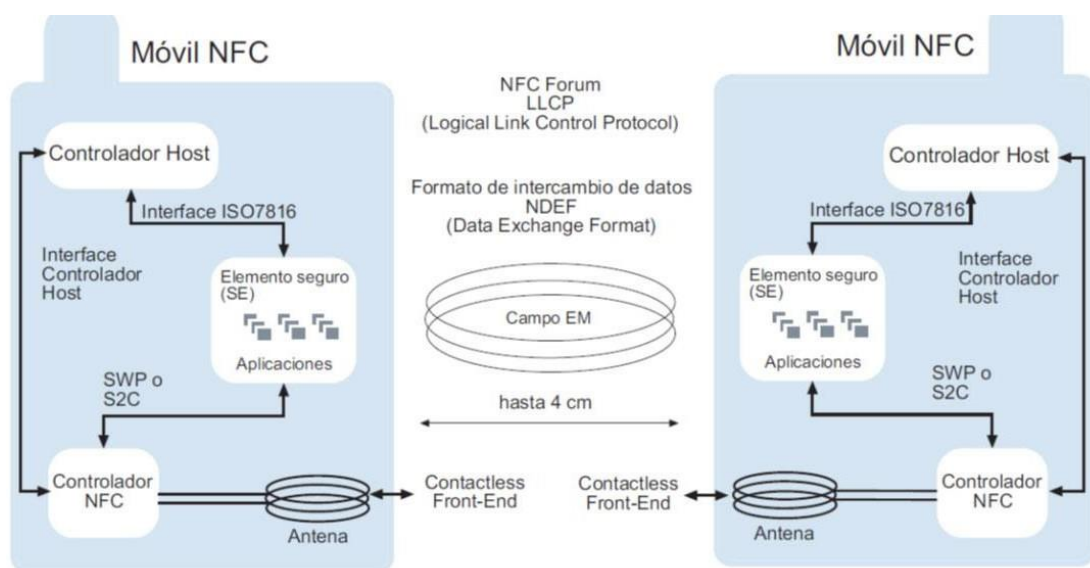 Móvil NFC
Controlador Host
Interface ISO7816
Interface
Controlador
Host
Elemento seguro
(SE)
Aplicaciones
SWP o
S2C
Controlador
NFC
Antena
NFC Forum
LLCP
(Logical Link Control Protocol)
Formato de intercambio de datos
NDEF
(Data Exchange Format)
Campo EM
hasta 4 cm
Contactless
Front-End
Contactless
Front-End
Móvil NFC
Controlador Host
Interface ISO7816
Interface
Controlador
Host
Elemento seguro
(SE)
Aplicaciones
SWP o
S2C
Controlador
NFC
Antena